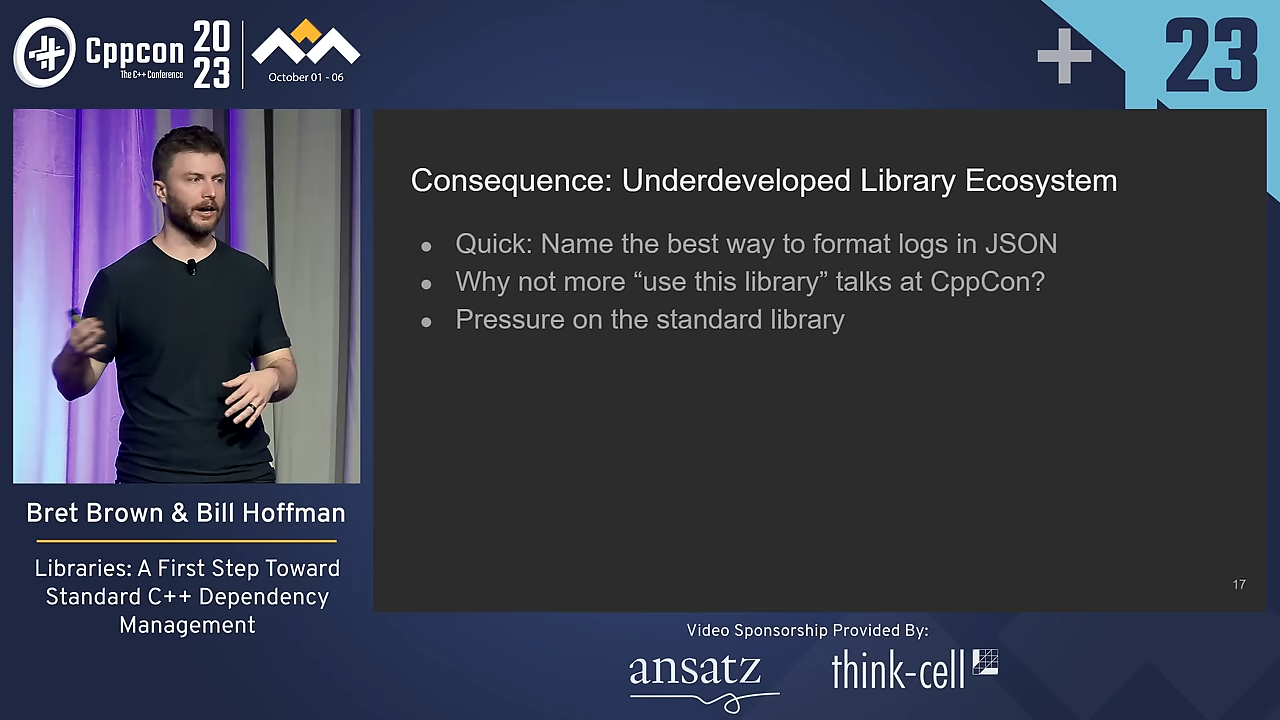 Cppcon
The C++ Conference
20
23
October 01 - 06
23
Consequence: Underdeveloped Library Ecosystem
● Quick: Name the best way to format logs in JSON
● Why not more “use this library” talks at CppCon?
● Pressure on the standard library
17
Bret Brown & Bill Hoffman
Libraries: A First Step Toward
Standard C++ Dependency
Management
Video Sponsorship Provided By:
ansatz
think-cell